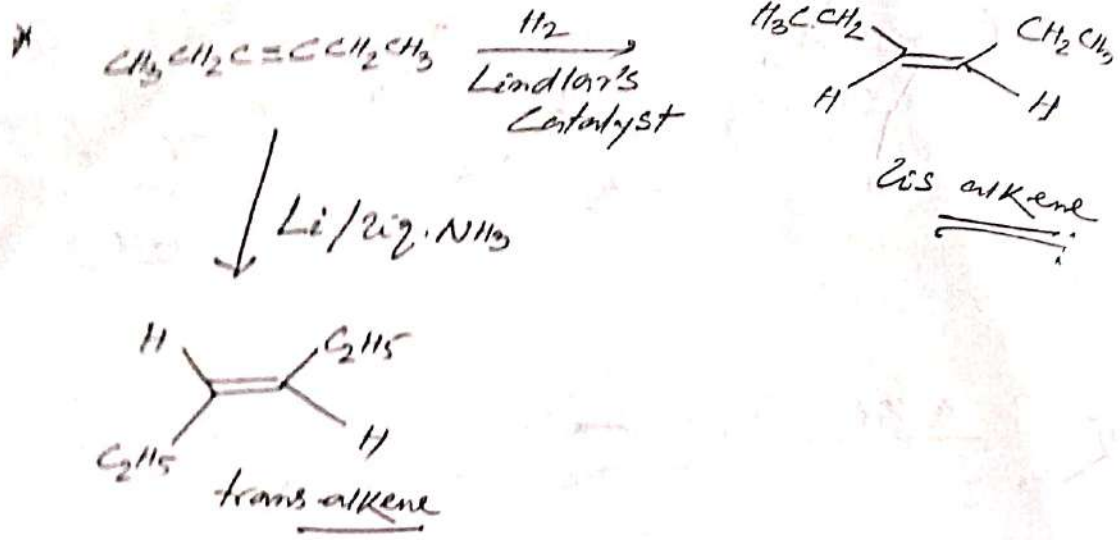 * CH3CH2C≡CCH2CH3 H2
Lindlar's
Catalyst
H3C.CH2 CH2CH3
H H
Cis alkene
Li/liq.NH3
H C2H5
C2H5 H
trans alkene